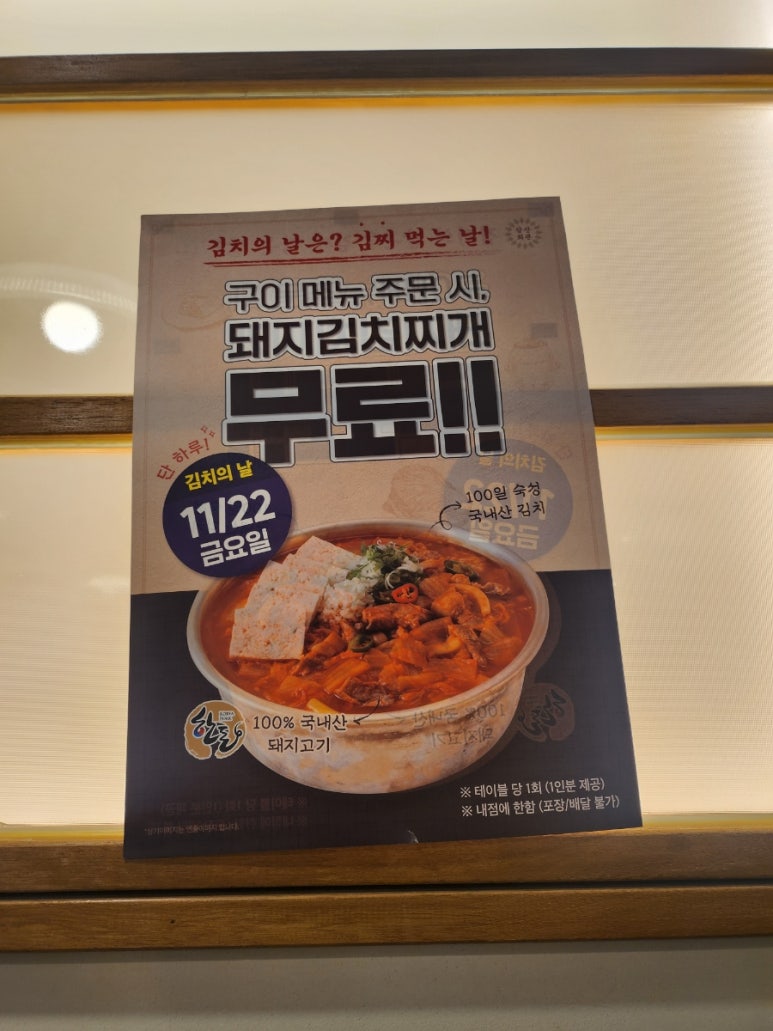 김치의 날은? 김찌 먹는 날!
구이 메뉴 주문 시,
돼지김치찌개
무료!!
단 하루!
김치의 날
11/22
금요일
100일 숙성
국내산 김치
한돈
100% 국내산
돼지고기
※ 테이블 당 1회 (1인분 제공)
※ 내점에 한함 (포장/배달 불가)